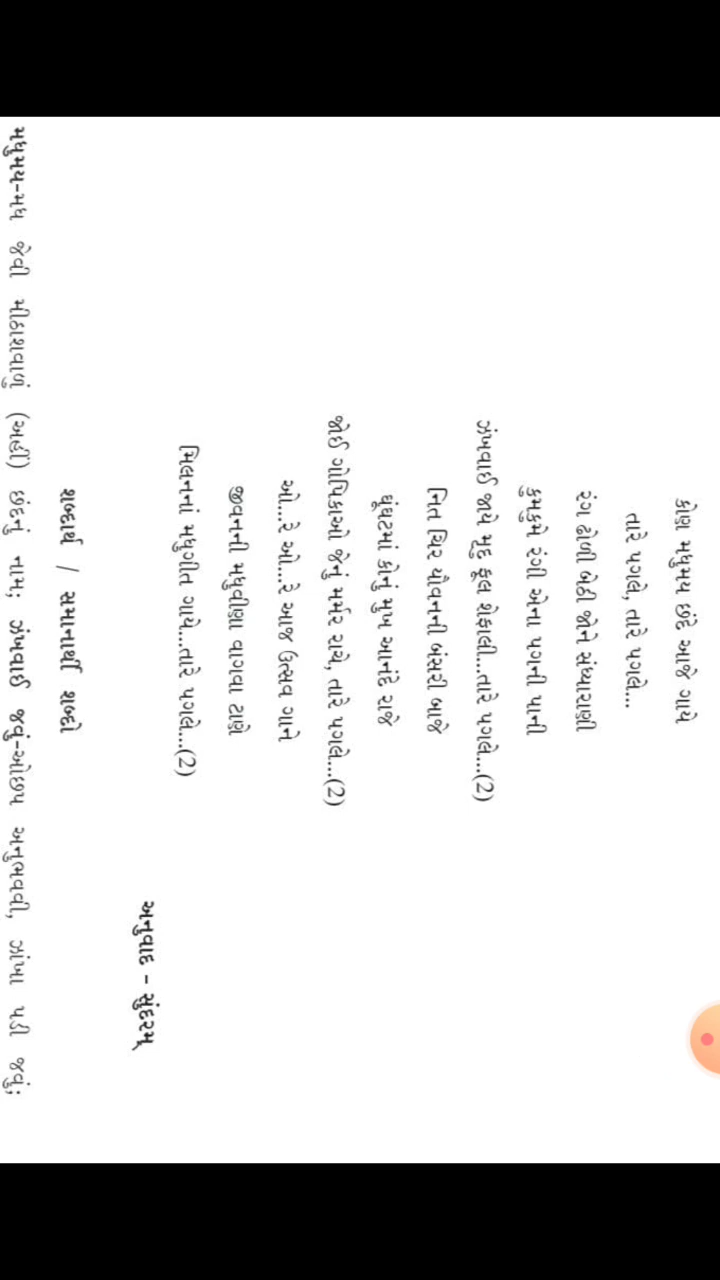 કોણ મધુમય છંદે આજે ગાયે
તારે પગલે, તારે પગલે...
રંગ ઢોળી બેઠી જોને સંધ્યારાણી
કુમકુમે રંગી એના પગની પાની
ઝંખવાઈ જાયે મૃદુ ફૂલ શેફાલી...તારે પગલે...(2)
નિત ચિર યૌવનની બંસરી બાજે
ઘૂંઘટમાં કોનું મુખ આનંદે રાજે
જોઈ ગોપિકાઓ જેનું મર્મર રાચે, તારે પગલે...(2)
ઓ...રે ઓ...રે આજ ઉત્સવ ગાને
જીવનની મધુવીણા વાગવા ટાણે
મિલનનાં મધુગીત ગાયે...તારે પગલે...(2)
અનુવાદ - સુંદરમ્
શબ્દાર્થ / સમાનાર્થી શબ્દો
મધુમય-મધ જેવી મીઠાશવાળું (અહીં) છંદનું નામ; ઝંખવાઈ જવું-ઓછપ અનુભવવી, ઝાંખા પડી જવું;